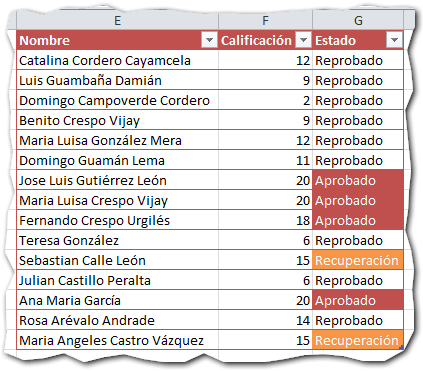 E F G
Nombre Calificación Estado
Catalina Cordero Cayamcela 12 Reprobado
Luis Guambaña Damián 9 Reprobado
Domingo Campoverde Cordero 2 Reprobado
Benito Crespo Vijay 9 Reprobado
Maria Luisa González Mera 12 Reprobado
Domingo Guamán Lema 11 Reprobado
Jose Luis Gutiérrez León 20 Aprobado
Maria Luisa Crespo Vijay 20 Aprobado
Fernando Crespo Urgilés 18 Aprobado
Teresa González 6 Reprobado
Sebastian Calle León 15 Recuperación
Julian Castillo Peralta 6 Reprobado
Ana Maria García 20 Aprobado
Rosa Arévalo Andrade 14 Reprobado
Maria Angeles Castro Vázquez 15 Recuperación